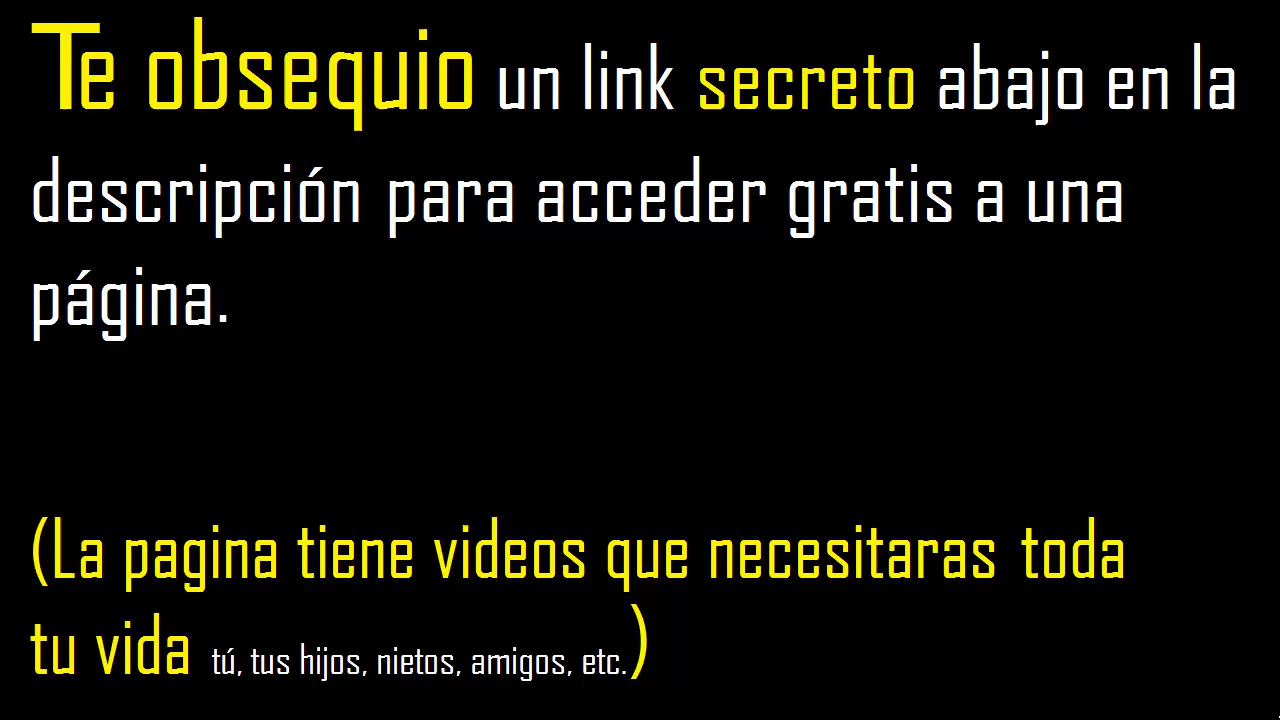 Te obsequio un link secreto abajo en la
descripción para acceder gratis a una
página.
(La pagina tiene videos que necesitaras toda
tu vida tú, tus hijos, nietos, amigos, etc.)